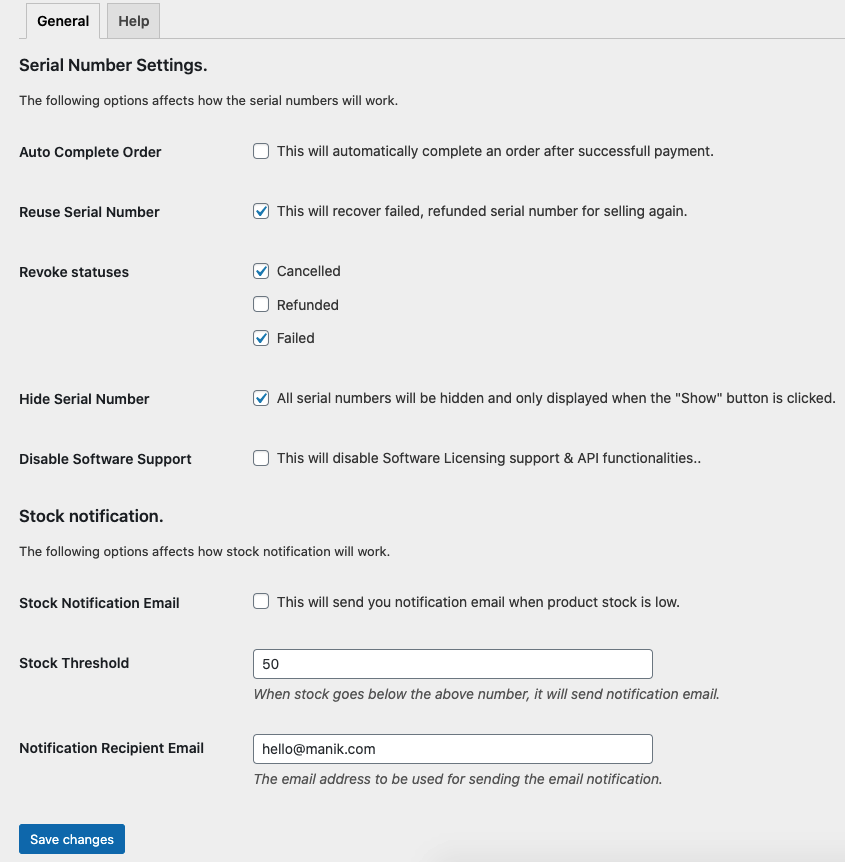 General Help
Serial Number Settings.
The following options affects how the serial numbers will work.
Auto Complete Order This will automatically complete an order after successfull payment.
Reuse Serial Number This will recover failed, refunded serial number for selling again.
Revoke statuses Cancelled
Refunded
Failed
Hide Serial Number All serial numbers will be hidden and only displayed when the "Show" button is clicked.
Disable Software Support This will disable Software Licensing support & API functionalities..
Stock notification.
The following options affects how stock notification will work.
Stock Notification Email This will send you notification email when product stock is low.
Stock Threshold 50
When stock goes below the above number, it will send notification email.
Notification Recipient Email hello@manik.com
The email address to be used for sending the email notification.
Save changes